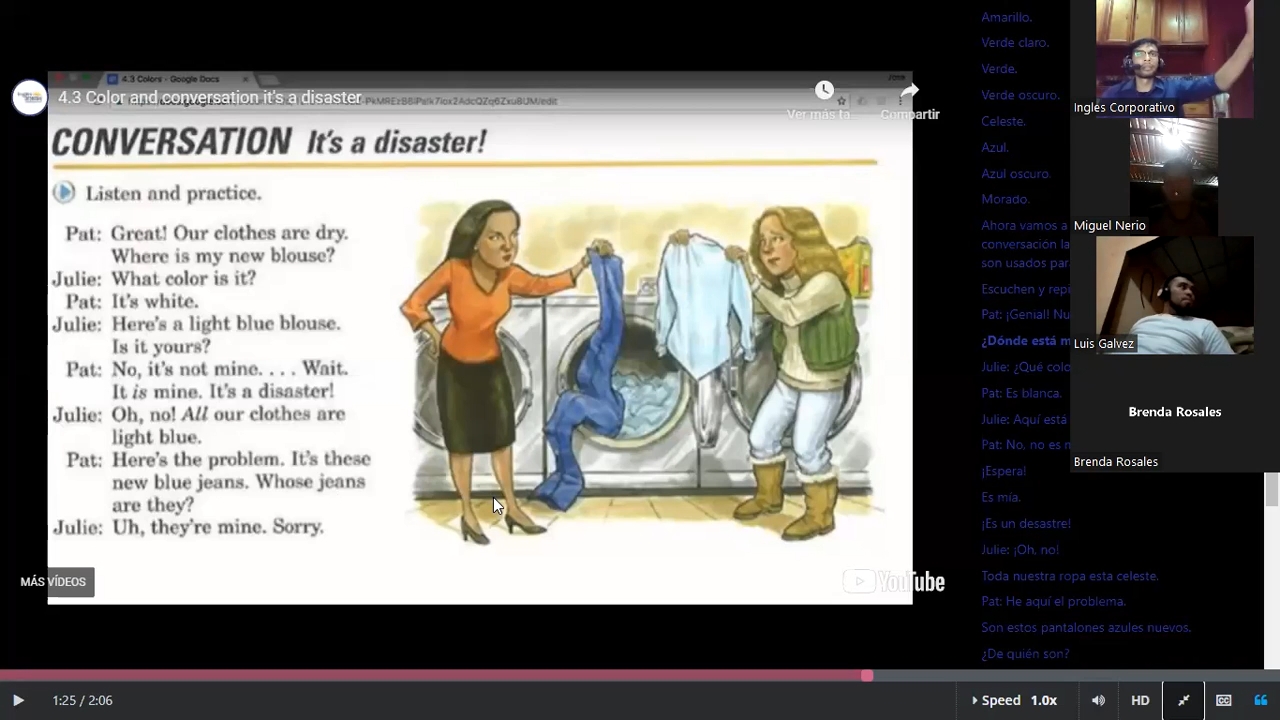 4.3 Colors - Google Docs
4.3 Color and conversation it's a disaster
Ver más ta...
Compartir
CONVERSATION It's a disaster!
Listen and practice.
Pat: Great! Our clothes are dry.
Where is my new blouse?
Julie: What color is it?
Pat: It's white.
Julie: Here's a light blue blouse.
Is it yours?
Pat: No, it's not mine. . . . Wait.
It is mine. It's a disaster!
Julie: Oh, no! All our clothes are
light blue.
Pat: Here's the problem. It's these
new blue jeans. Whose jeans
are they?
Julie: Uh, they're mine. Sorry.
MÁS VÍDEOS
YouTube
Amarillo.
Verde claro.
Verde.
Verde oscuro.
Celeste.
Azul.
Azul oscuro.
Morado.
Ahora vamos a
conversación la
son usados par
Escuchen y rep
Pat: ¡Genial! Nu
¿Dónde está m
Julie: ¿Qué colo
Pat: Es blanca.
Julie: Aquí está
Pat: No, no es m
¡Espera!
Es mía.
¡Es un desastre!
Julie: ¡Oh, no!
Toda nuestra ropa esta celeste.
Pat: He aquí el problema.
Son estos pantalones azules nuevos.
¿De quién son?
Ingles Corporativo
Miguel Nerio
Luis Galvez
Brenda Rosales
Brenda Rosales
1:25 / 2:06
Speed 1.0x
HD
CC